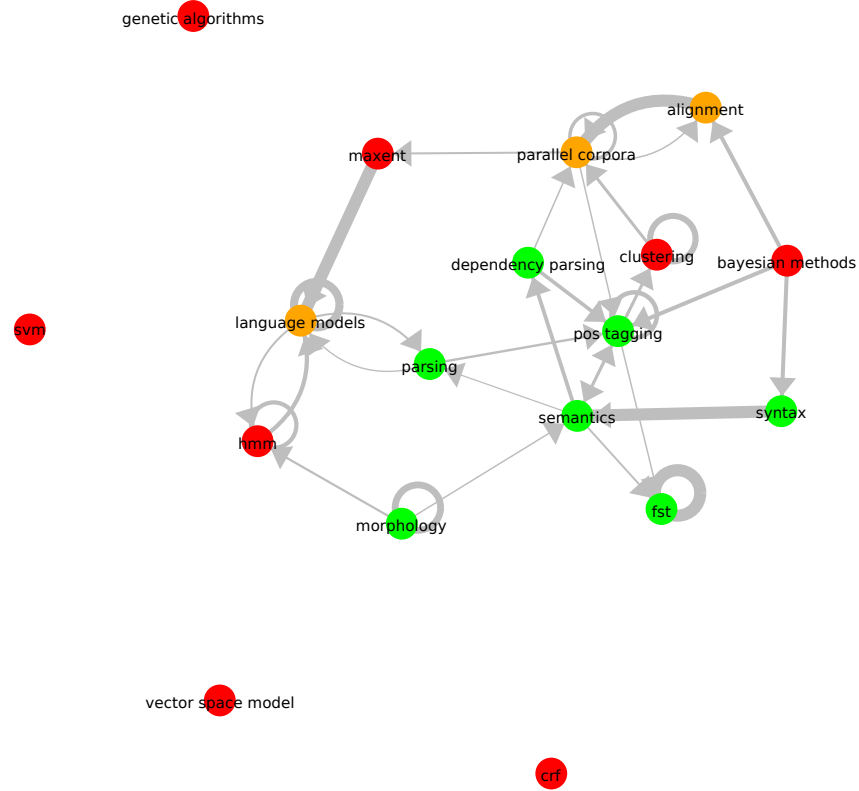 genetic algorithms
alignment
maxent
parallel corpora
clustering
bayesian methods
dependency parsing
language models
svm
pos tagging
parsing
semantics
syntax
hmm
fst
morphology
vector space model
crf